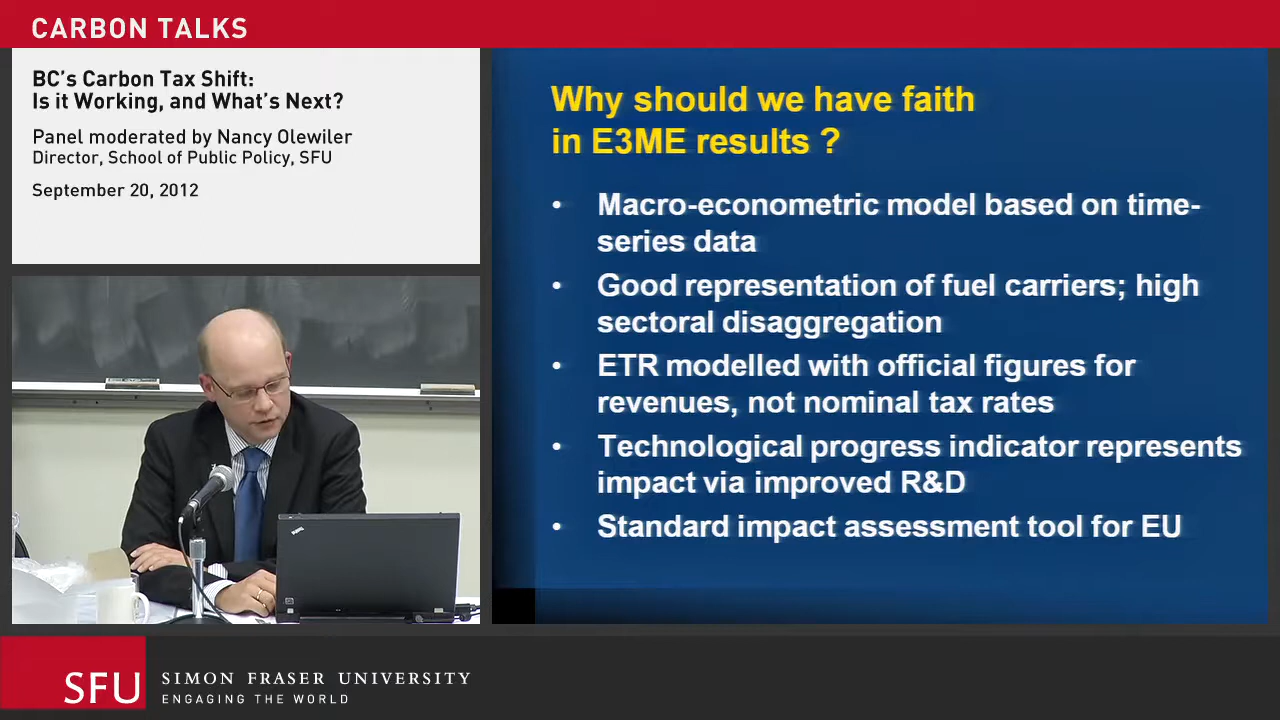 CARBON TALKS
BC's Carbon Tax Shift:
Is it Working, and What's Next?
Panel moderated by Nancy Olewiler
Director, School of Public Policy, SFU
September 20, 2012
Why should we have faith
in E3ME results ?
• Macro-econometric model based on time-
series data
• Good representation of fuel carriers; high
sectoral disaggregation
• ETR modelled with official figures for
revenues, not nominal tax rates
• Technological progress indicator represents
impact via improved R&D
• Standard impact assessment tool for EU
SFU
SIMON FRASER UNIVERSITY
ENGAGING THE WORLD